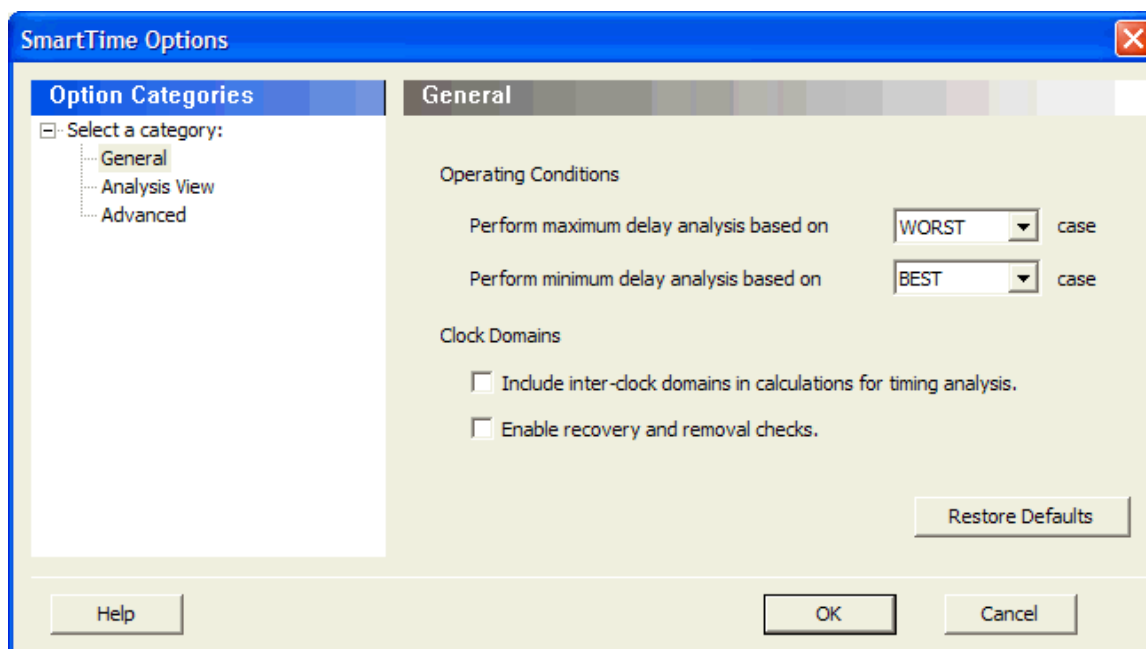 SmartTime Options
Option Categories
Select a category:
General
Analysis View
Advanced
General
Operating Conditions
Perform maximum delay analysis based on WORST case
Perform minimum delay analysis based on BEST case
Clock Domains
Include inter-clock domains in calculations for timing analysis.
Enable recovery and removal checks.
Restore Defaults
Help OK Cancel